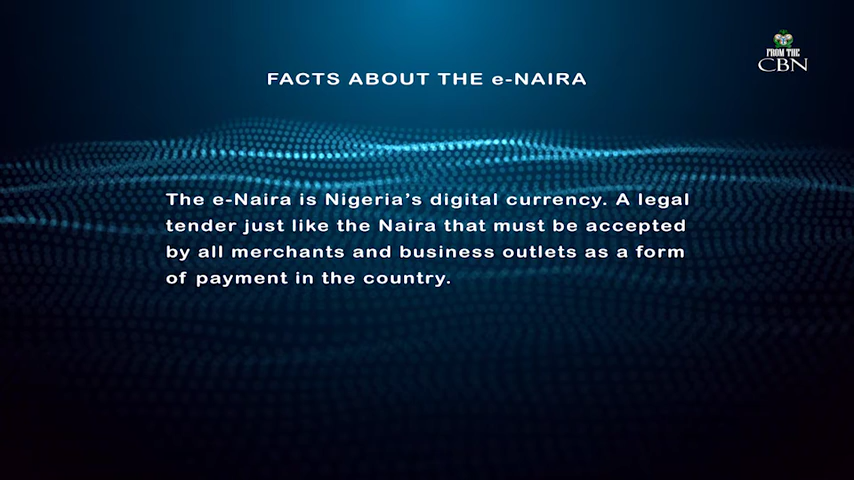 FROM THE
CBN
FACTS ABOUT THE e-NAIRA
The e-Naira is Nigeria’s digital currency. A legal
tender just like the Naira that must be accepted
by all merchants and business outlets as a form
of payment in the country.